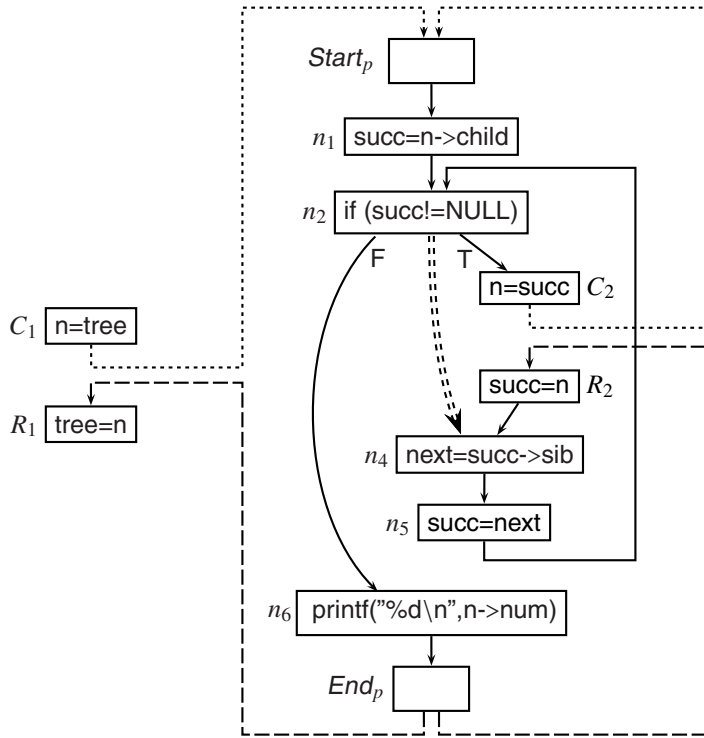 Start_p
n_1 succ=n->child
n_2 if (succ!=NULL)
F T
n=succ C_2
C_1 n=tree
succ=n R_2
R_1 tree=n
n_4 next=succ->sib
n_5 succ=next
n_6 printf("%d\n",n->num)
End_p